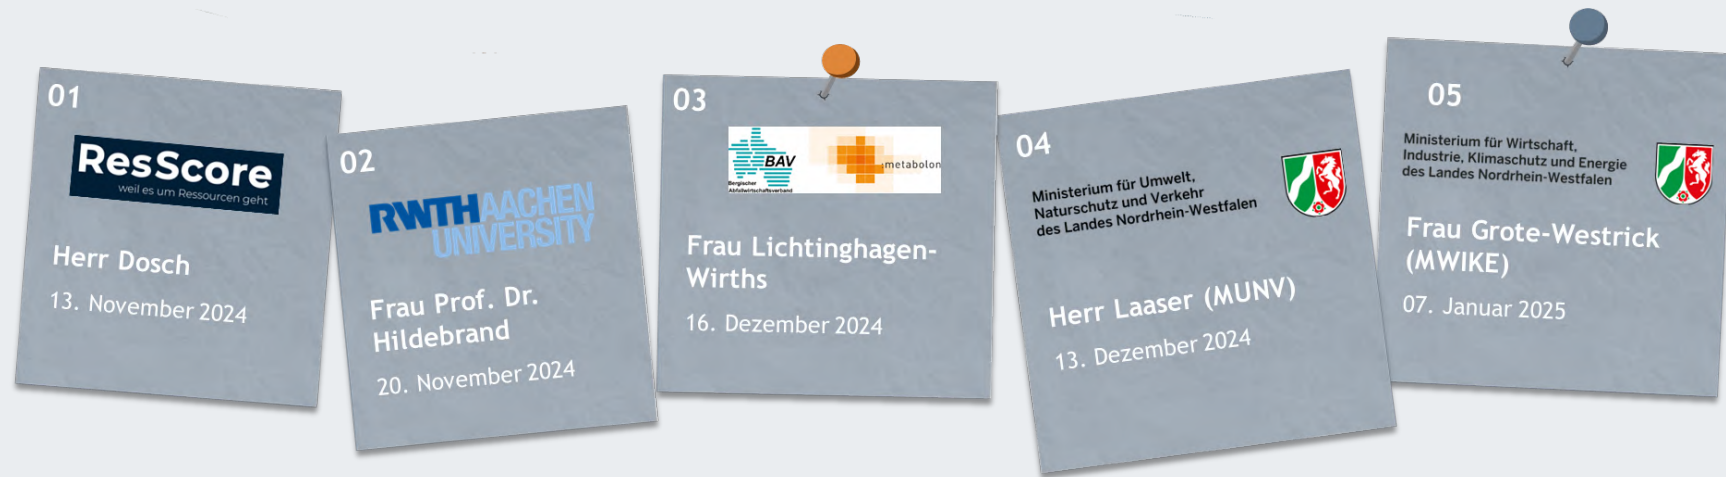 01
ResScore
weil es um Ressourcen geht
Herr Dosch
13. November 2024
02
RWTHAACHEN
UNIVERSITY
Frau Prof. Dr.
Hildebrand
20. November 2024
03
BAV
Bergischer
Abfallwirtschaftsverband
:metabolon
Frau Lichtinghagen-
Wirths
16. Dezember 2024
04
Ministerium für Umwelt,
Naturschutz und Verkehr
des Landes Nordrhein-Westfalen
Herr Laaser (MUNV)
13. Dezember 2024
05
Ministerium für Wirtschaft,
Industrie, Klimaschutz und Energie
des Landes Nordrhein-Westfalen
Frau Grote-Westrick
(MWIKE)
07. Januar 2025